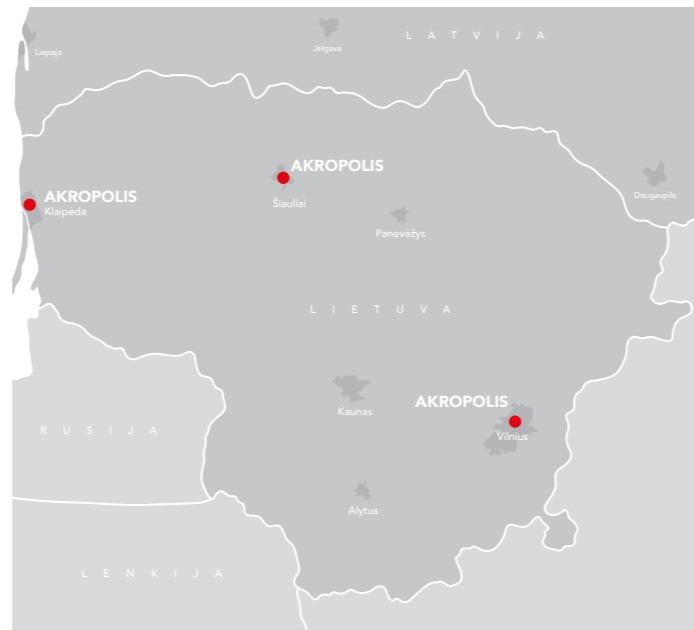 LATVIJA
Jelgava
Liepaja
AKROPOLIS
Šiauliai
AKROPOLIS
Klaipėda
Daugavpils
Panevėžys
LIETUVA
Kaunas
AKROPOLIS
Vilnius
RUSIJA
Alytus
LENKIJA